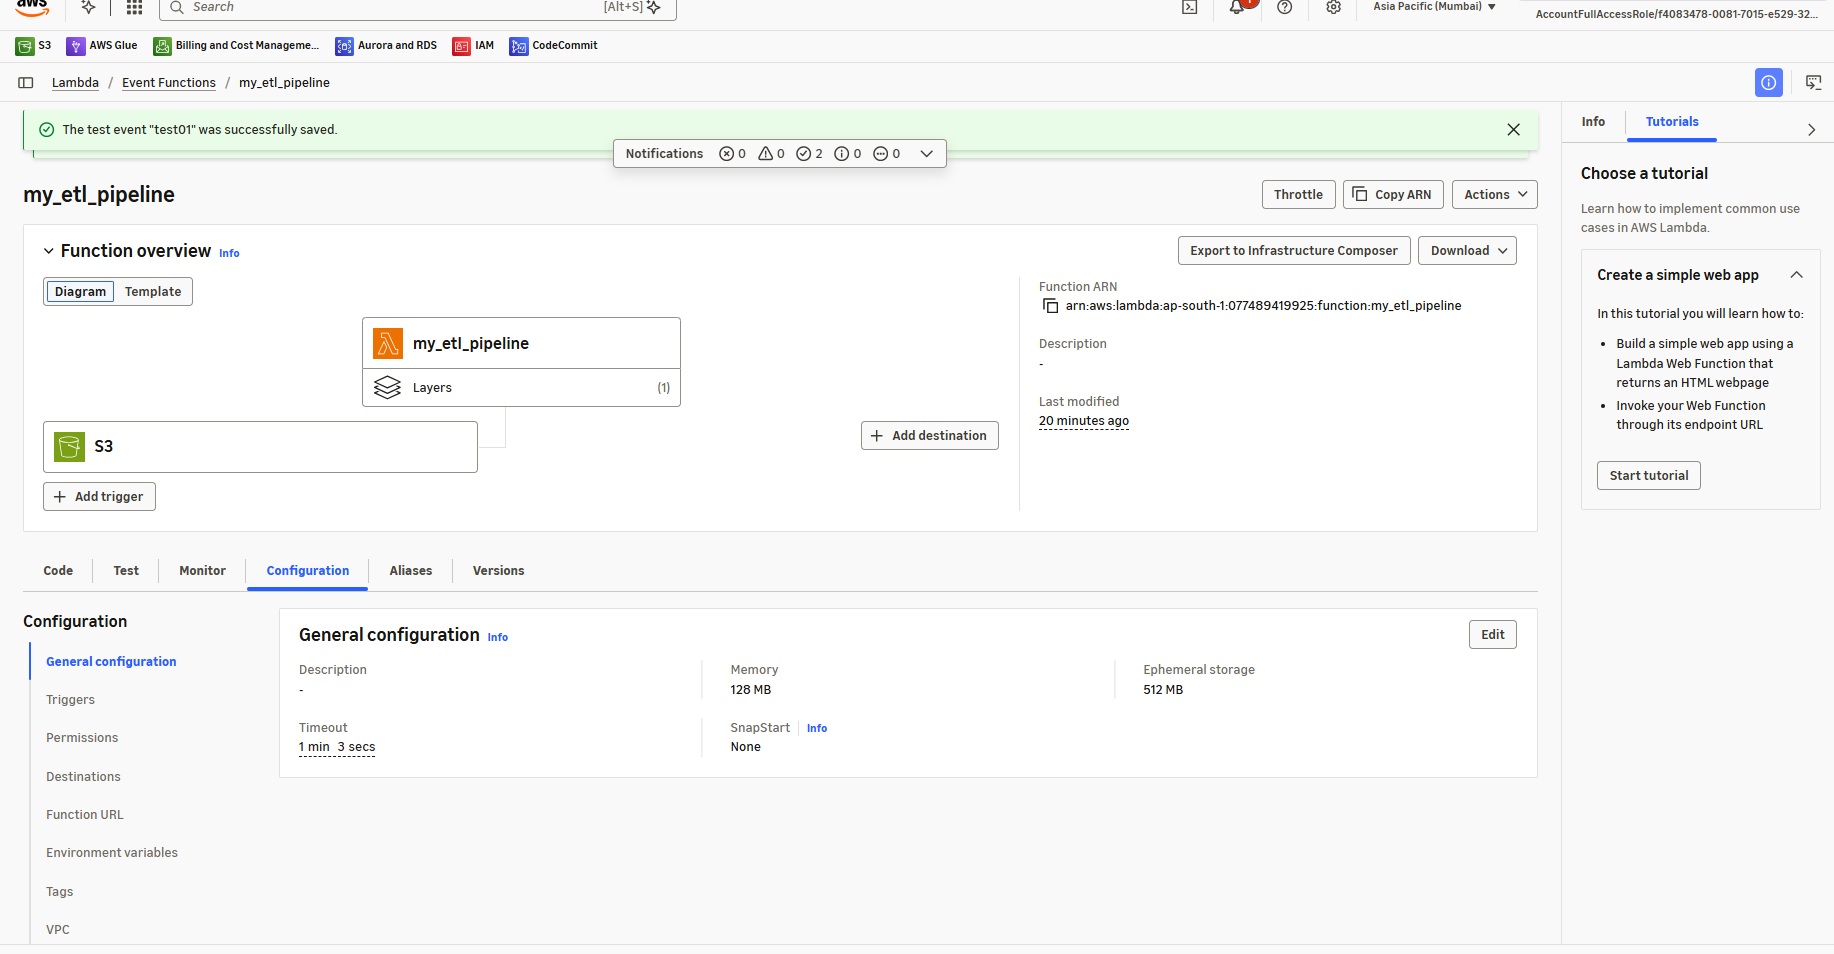 aws
Search
[Alt+S]
1
Asia Pacific (Mumbai)
AccountFullAccessRole/f4083478-0081-7015-e529-32...
S3
AWS Glue
Billing and Cost Manageme...
Aurora and RDS
IAM
CodeCommit
Lambda / Event Functions / my_etl_pipeline
The test event "test01" was successfully saved.
Notifications 0 0 2 0 0
my_etl_pipeline
Throttle
Copy ARN
Actions
Function overview Info
Export to Infrastructure Composer
Download
Diagram
Template
my_etl_pipeline
Layers (1)
S3
Add trigger
Add destination
Function ARN
arn:aws:lambda:ap-south-1:077489419925:function:my_etl_pipeline
Description
-
Last modified
20 minutes ago
Code
Test
Monitor
Configuration
Aliases
Versions
Configuration
General configuration
Triggers
Permissions
Destinations
Function URL
Environment variables
Tags
VPC
General configuration Info
Edit
Description
-
Memory
128 MB
Ephemeral storage
512 MB
Timeout
1 min 3 secs
SnapStart Info
None
Info
Tutorials
Choose a tutorial
Learn how to implement common use
cases in AWS Lambda.
Create a simple web app
In this tutorial you will learn how to:
• Build a simple web app using a
Lambda Web Function that
returns an HTML webpage
• Invoke your Web Function
through its endpoint URL
Start tutorial